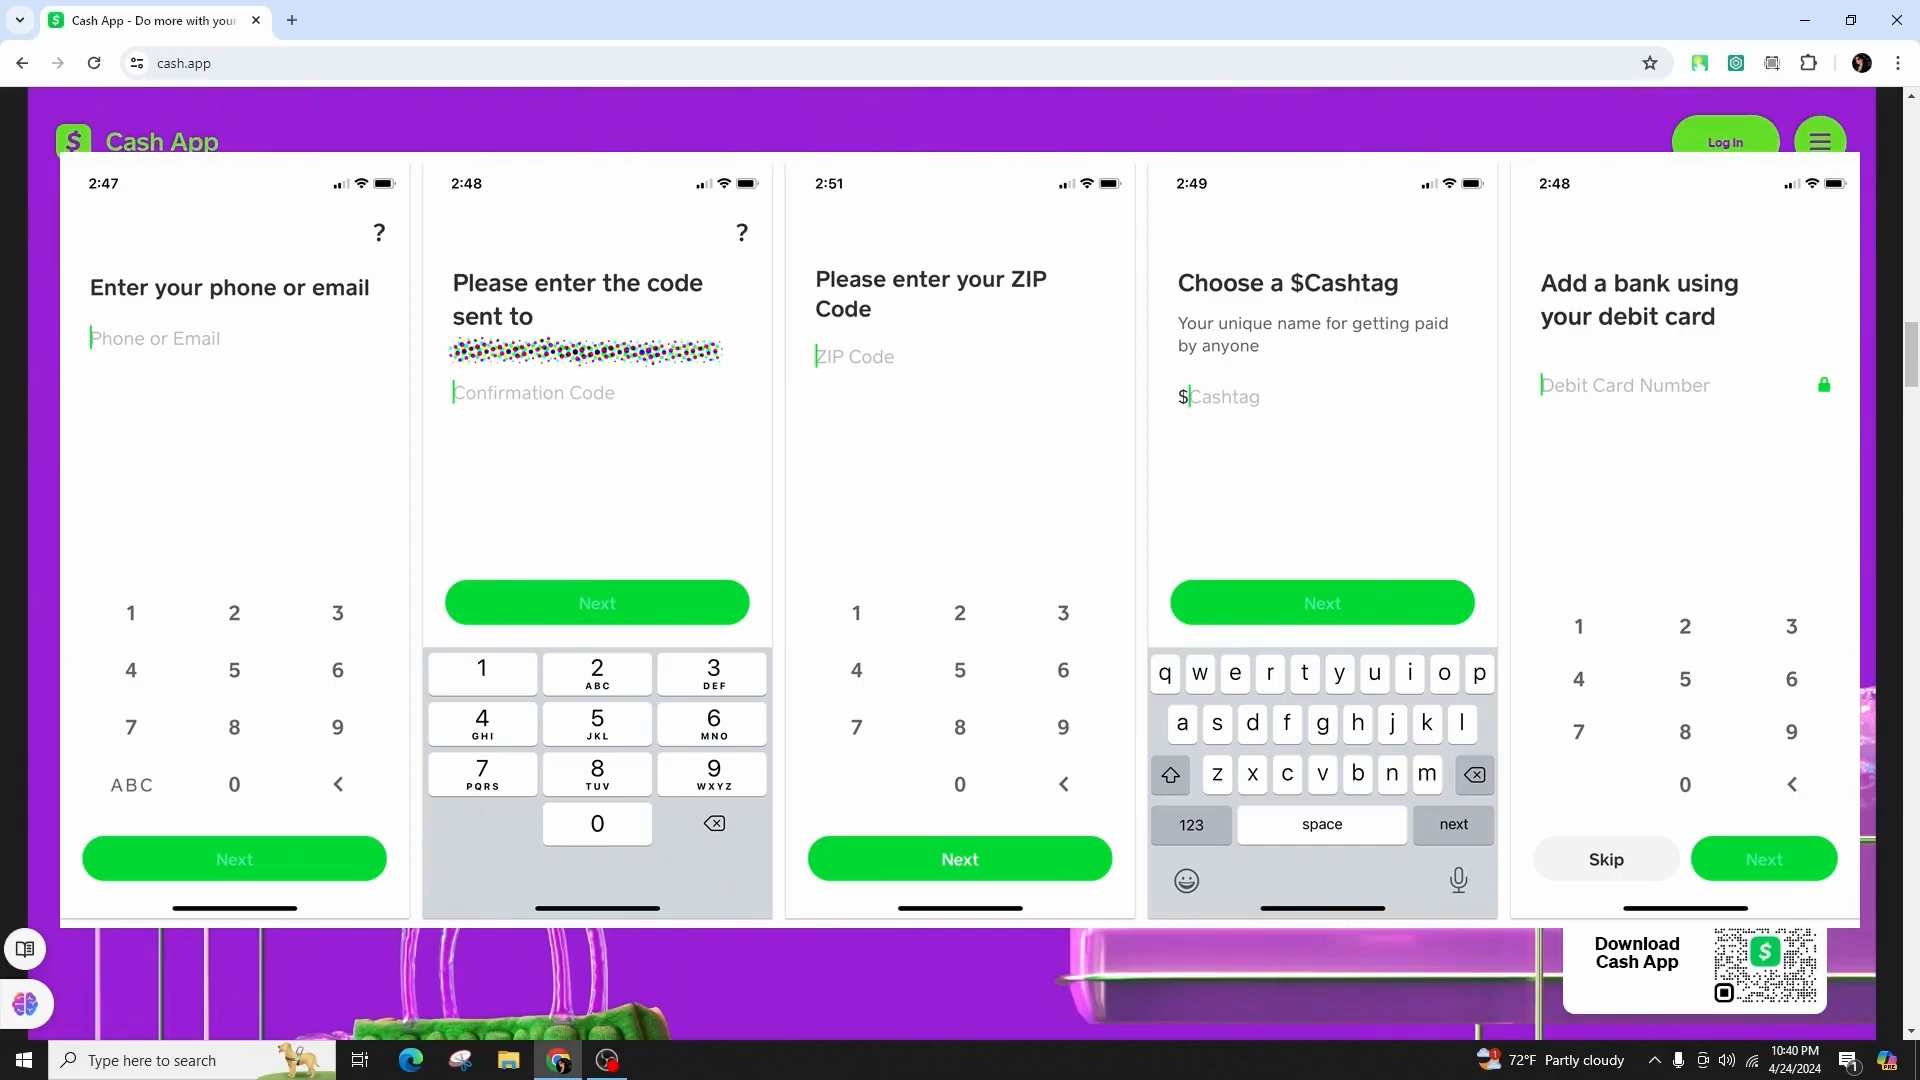 Cash App - Do more with your
cash.app
$ Cash App
Log In
2:47
?
Enter your phone or email
Phone or Email
1 2 3
4 5 6
7 8 9
ABC 0 <
Next
2:48
?
Please enter the code
sent to
Confirmation Code
Next
1 2 3
ABC DEF
4 5 6
GHI JKL MNO
7 8 9
PQRS TUV WXYZ
0
2:51
Please enter your ZIP
Code
ZIP Code
1 2 3
4 5 6
7 8 9
0 <
Next
2:49
Choose a $Cashtag
Your unique name for getting paid
by anyone
$Cashtag
Next
q w e r t y u i o p
a s d f g h j k l
z x c v b n m
123 space next
2:48
Add a bank using
your debit card
Debit Card Number
1 2 3
4 5 6
7 8 9
0 <
Skip Next
Download
Cash App
$
Type here to search
1
72°F Partly cloudy
10:40 PM
4/24/2024
1
PRE